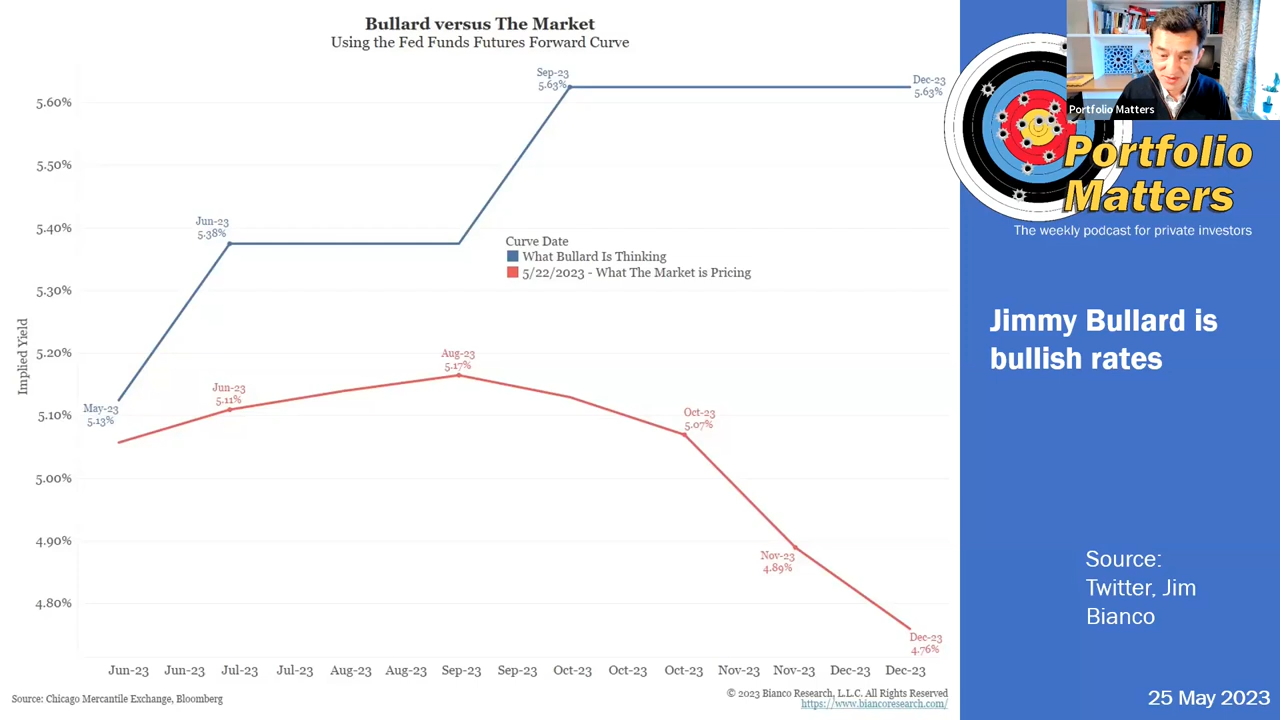 Bullard versus The Market
Using the Fed Funds Futures Forward Curve
Implied Yield
5.60%
5.50%
5.40%
5.30%
5.20%
5.10%
5.00%
4.90%
4.80%
Sep-23
5.63%
Dec-23
5.63%
Jun-23
5.38%
Curve Date
What Bullard Is Thinking
5/22/2023 - What The Market is Pricing
May-23
5.13%
Jun-23
5.11%
Aug-23
5.17%
Oct-23
5.07%
Nov-23
4.89%
Dec-23
4.76%
Jun-23 Jun-23 Jul-23 Jul-23 Aug-23 Aug-23 Sep-23 Sep-23 Oct-23 Oct-23 Oct-23 Nov-23 Nov-23 Dec-23 Dec-23
Source: Chicago Mercantile Exchange, Bloomberg
© 2023 Bianco Research, L.L.C. All Rights Reserved
https://www.biancoresearch.com/
Portfolio Matters
Portfolio
Matters
The weekly podcast for private investors
Jimmy Bullard is
bullish rates
Source:
Twitter, Jim
Bianco
25 May 2023